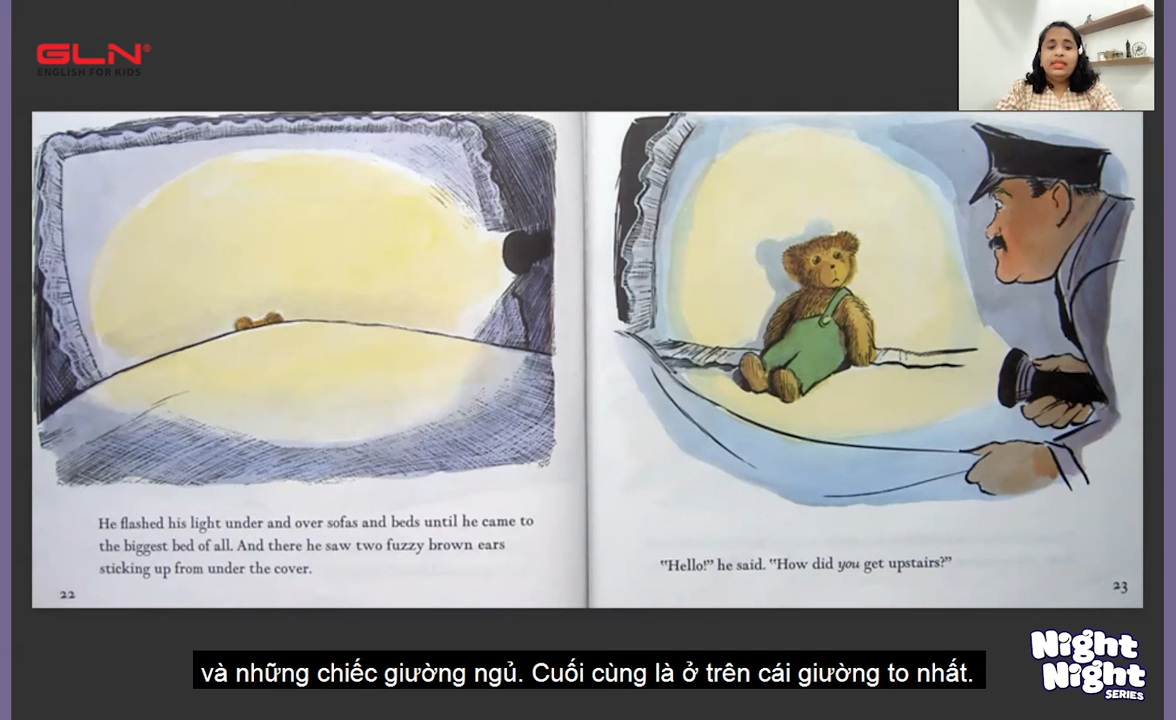 GLN®
ENGLISH FOR KIDS
He flashed his light under and over sofas and beds until he came to
the biggest bed of all. And there he saw two fuzzy brown ears
sticking up from under the cover.
22
"Hello!" he said. "How did you get upstairs?"
23
và những chiếc giường ngủ. Cuối cùng là ở trên cái giường to nhất.
Night
Night
SERIES